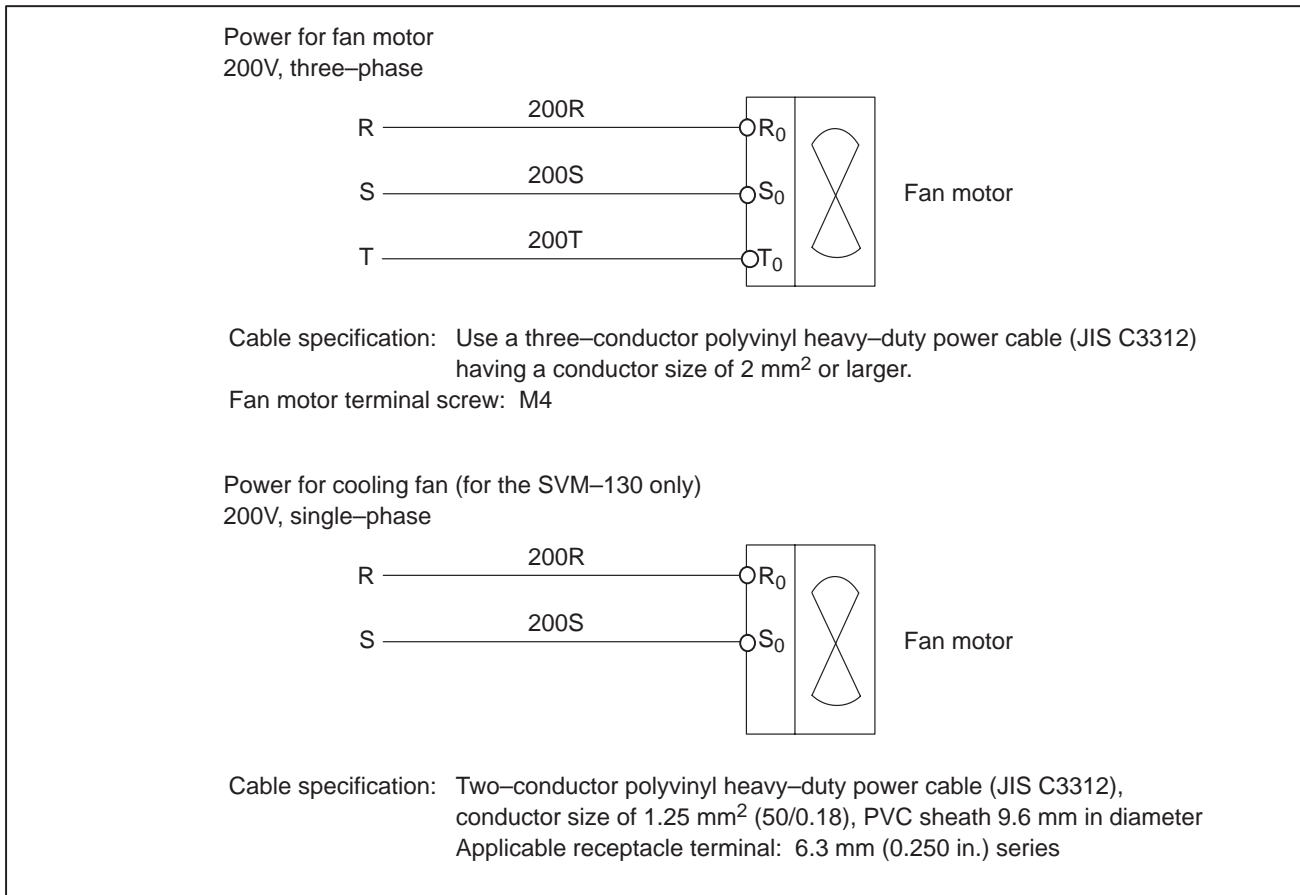 Power for fan motor
200V, three–phase
R 200R R₀
S 200S S₀ Fan motor
T 200T T₀
Cable specification: Use a three–conductor polyvinyl heavy–duty power cable (JIS C3312)
having a conductor size of 2 mm² or larger.
Fan motor terminal screw: M4
Power for cooling fan (for the SVM–130 only)
200V, single–phase
R 200R R₀
S 200S S₀ Fan motor
Cable specification: Two–conductor polyvinyl heavy–duty power cable (JIS C3312),
conductor size of 1.25 mm² (50/0.18), PVC sheath 9.6 mm in diameter
Applicable receptacle terminal: 6.3 mm (0.250 in.) series